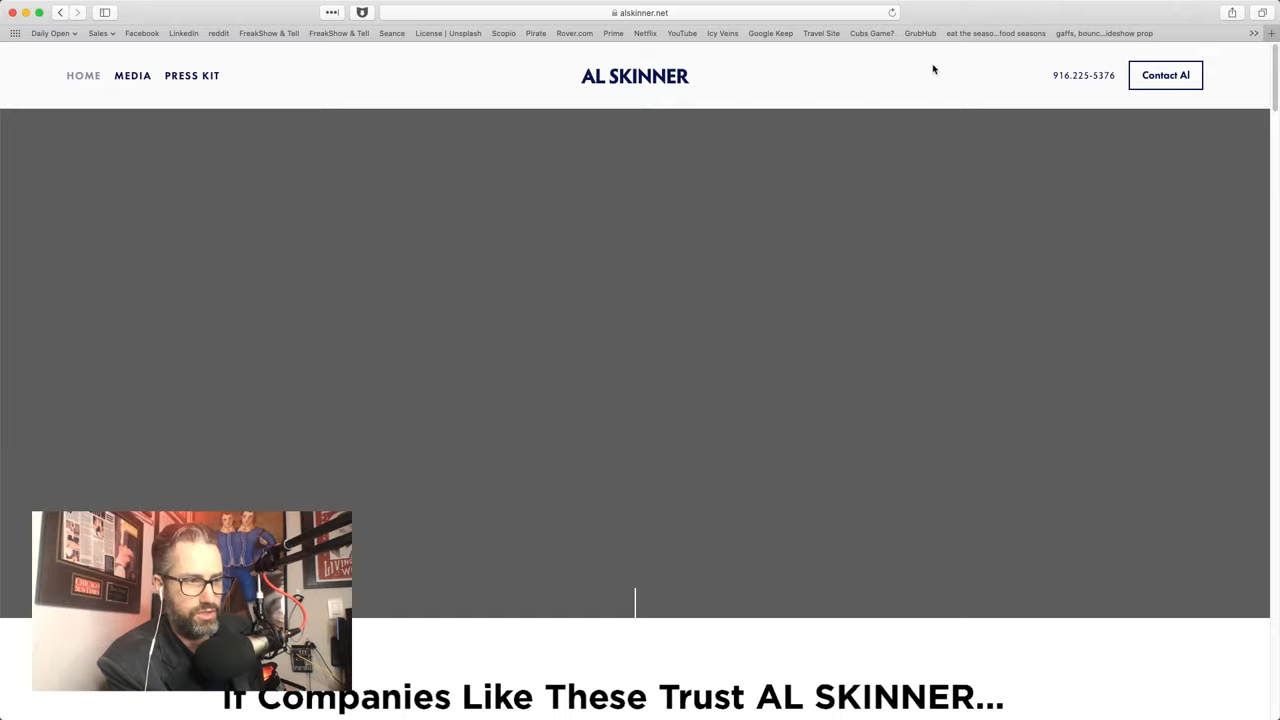 alskinner.net
Daily Open Sales Facebook LinkedIn reddit FreakShow & Tell FreakShow & Tell Seance License | Unsplash Scopio Pirate Rover.com Prime Netflix YouTube Icy Veins Google Keep Travel Site Cubs Game? GrubHub eat the seaso...food seasons gaffs, bounc...ideshow prop
HOME MEDIA PRESS KIT AL SKINNER 916.225-5376 Contact Al
CHICAGO
If Companies Like These Trust AL SKINNER...